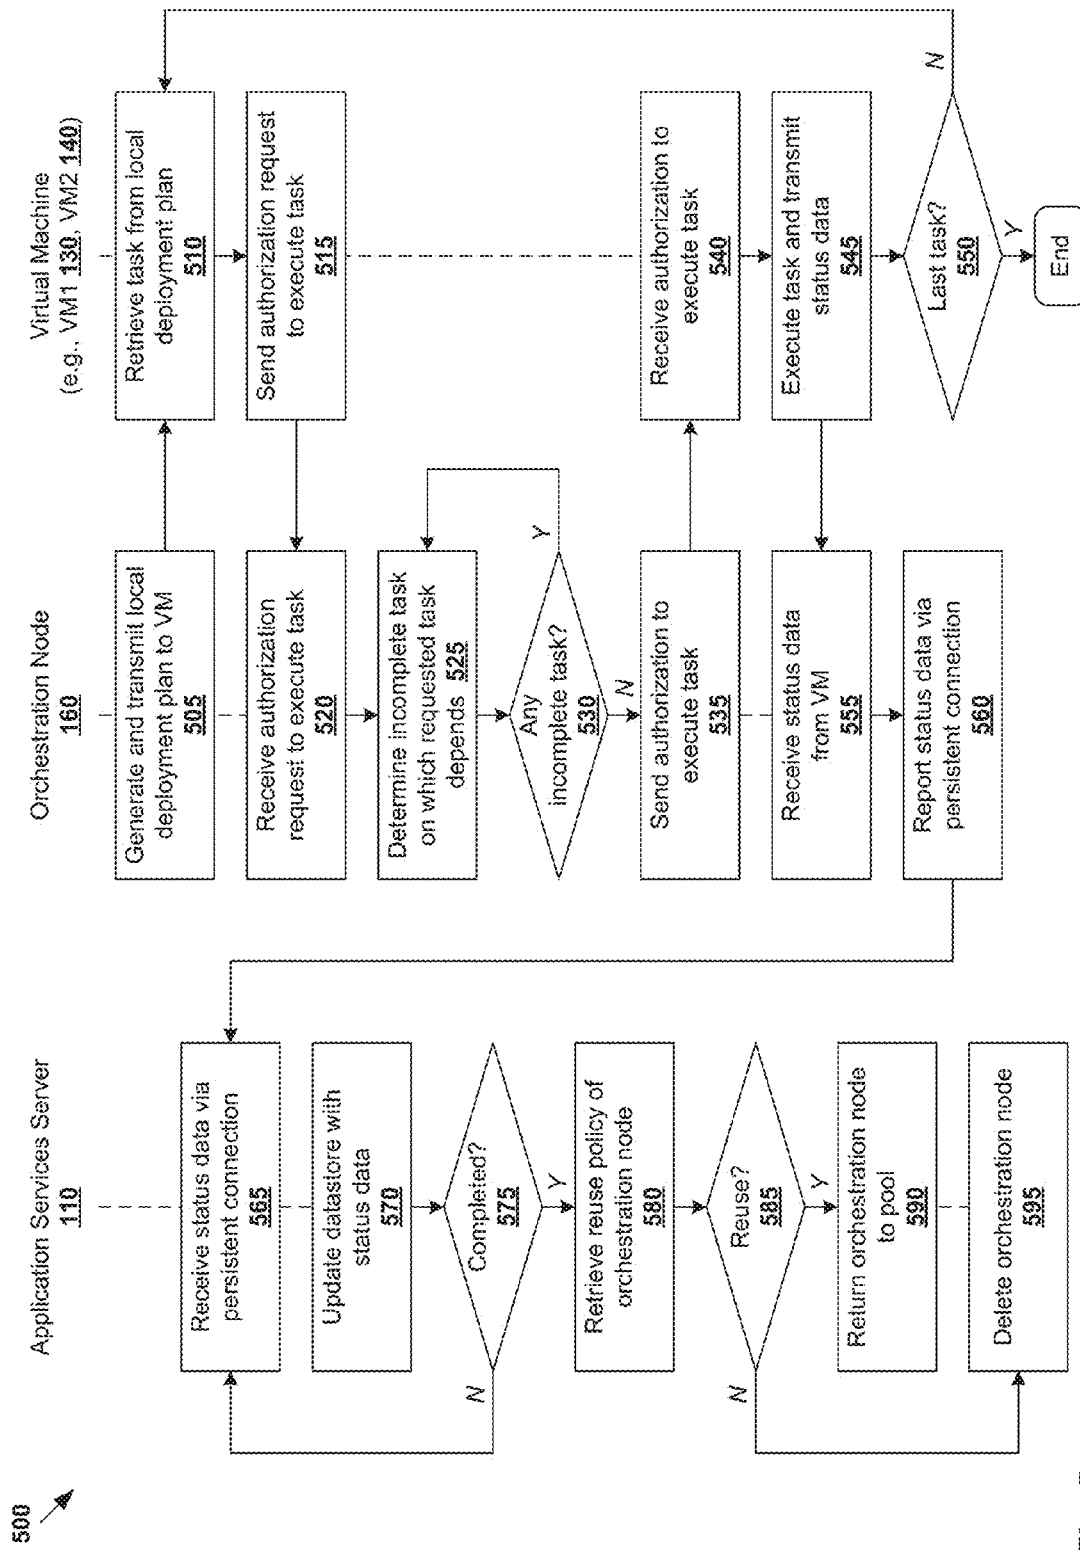 500
Application Services Server
110
Receive status data via
persistent connection
565
Update datastore with
status data
570
Completed?
575
N
Y
Retrieve reuse policy of
orchestration node
580
Reuse?
585
N
Y
Return orchestration node
to pool
590
Delete orchestration node
595
Orchestration Node
160
Generate and transmit local
deployment plan to VM
505
Receive authorization
request to execute task
520
Determine incomplete task
on which requested task
depends 525
Any
incomplete task?
530
Y
N
Send authorization to
execute task
535
Receive status data
from VM
555
Report status data via
persistent connection
560
Virtual Machine
(e.g., VM1 130, VM2 140)
Retrieve task from local
deployment plan
510
Send authorization request
to execute task
515
Receive authorization to
execute task
540
Execute task and transmit
status data
545
Last task?
550
N
Y
End